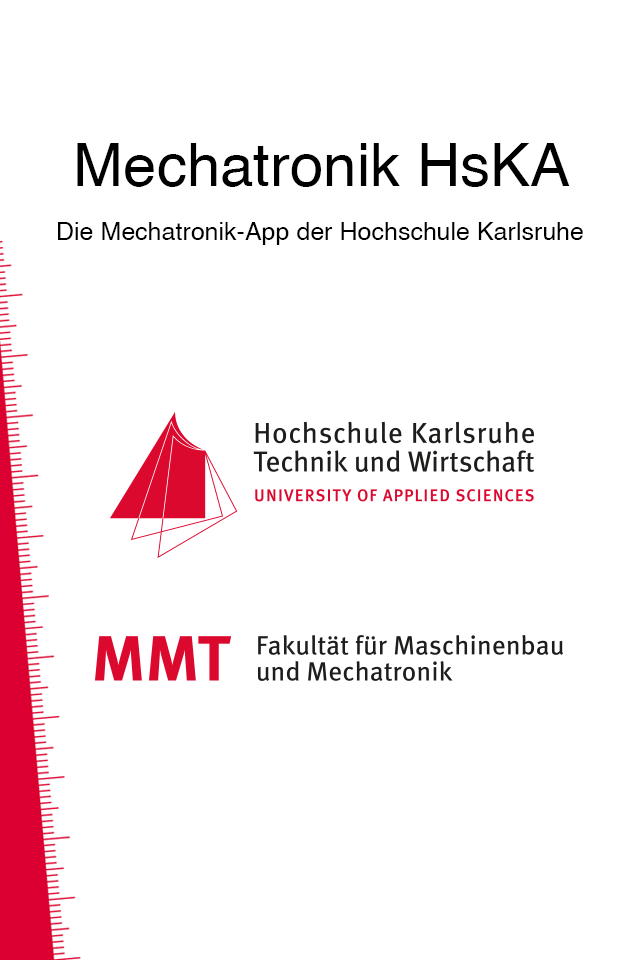 Mechatronik HsKA
Die Mechatronik-App der Hochschule Karlsruhe
Hochschule Karlsruhe
Technik und Wirtschaft
UNIVERSITY OF APPLIED SCIENCES
MMT
Fakultät für Maschinenbau
und Mechatronik